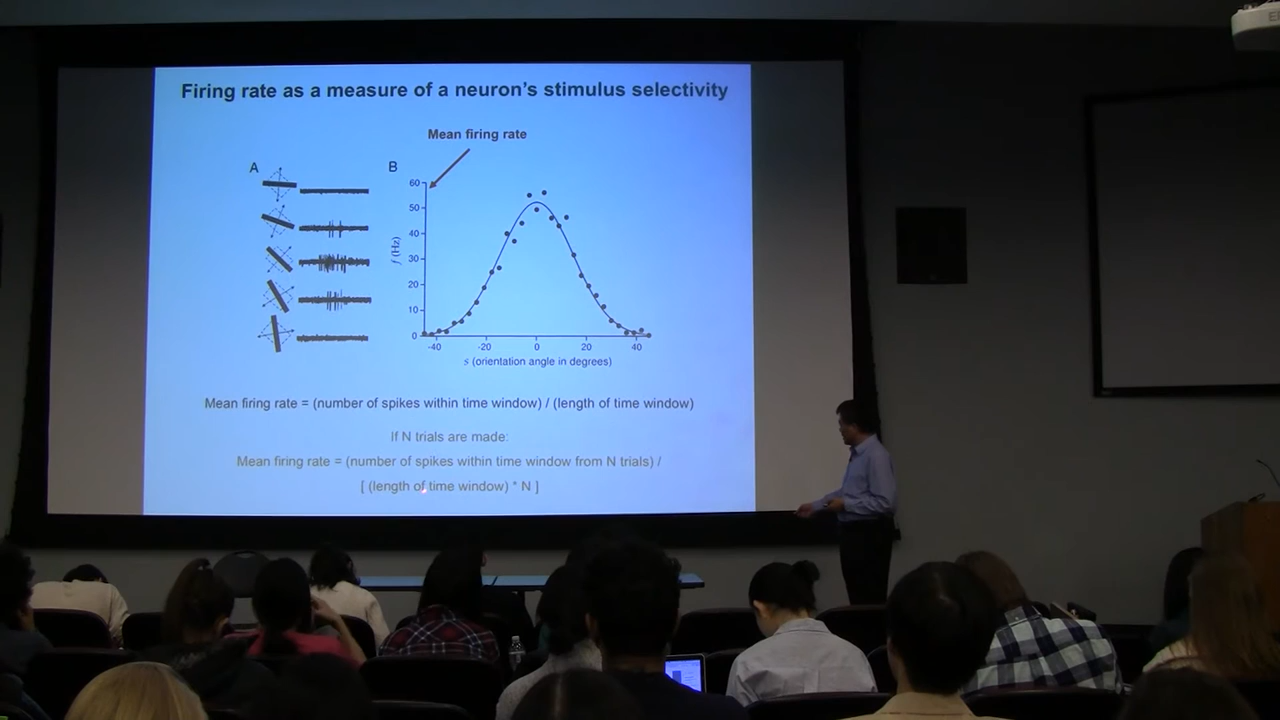 Firing rate as a measure of a neuron's stimulus selectivity
Mean firing rate
A
B
60
50
40
30
20
10
0
f (Hz)
-40 -20 0 20 40
s (orientation angle in degrees)
Mean firing rate = (number of spikes within time window) / (length of time window)
If N trials are made:
Mean firing rate = (number of spikes within time window from N trials) /
[ (length of time window) * N ]